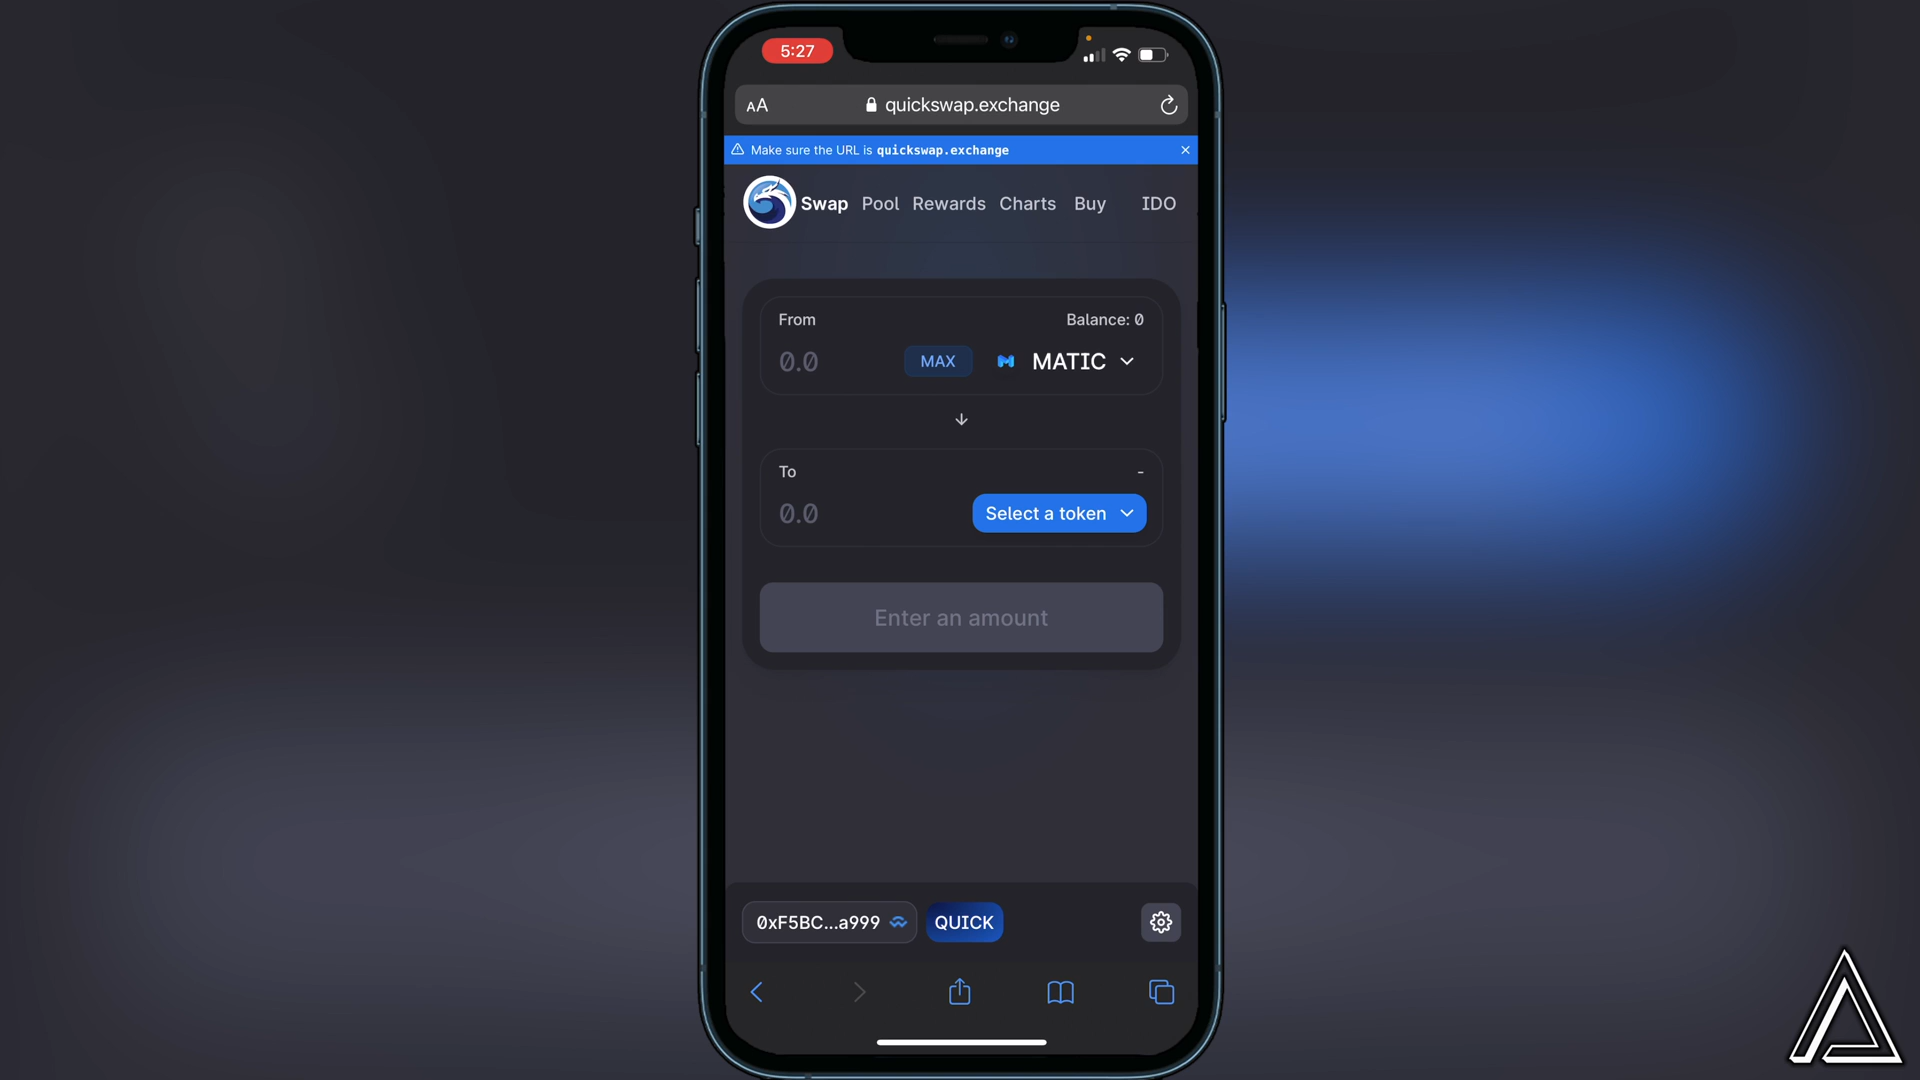 5:27
AA
quickswap.exchange
Make sure the URL is quickswap.exchange
Swap Pool Rewards Charts Buy IDO
From Balance: 0
0.0 MAX MATIC
To -
0.0 Select a token
Enter an amount
0xF5BC...a999 QUICK